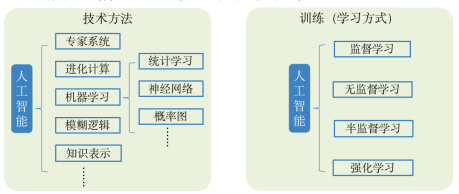 技术方法
人工智能
专家系统
进化计算
机器学习
模糊逻辑
知识表示
……
统计学习
神经网络
概率图
……
训练（学习方式）
人工智能
监督学习
无监督学习
半监督学习
强化学习